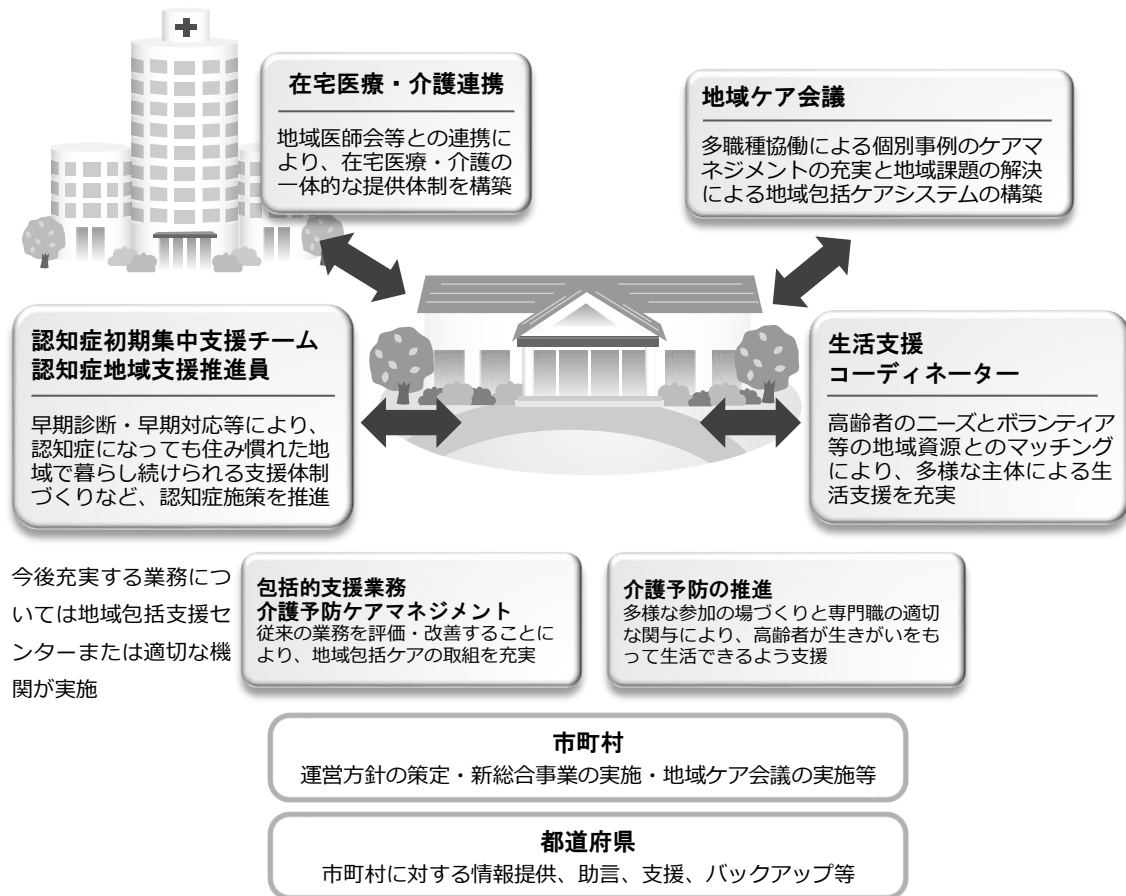 在宅医療・介護連携
地域医師会等との連携に
より、在宅医療・介護の
一体的な提供体制を構築
地域ケア会議
多職種協働による個別事例のケアマ
ネジメントの充実と地域課題の解決
による地域包括ケアシステムの構築
認知症初期集中支援チーム
認知症地域支援推進員
早期診断・早期対応等により、
認知症になっても住み慣れた地
域で暮らし続けられる支援体制
づくりなど、認知症施策を推進
生活支援
コーディネーター
高齢者のニーズとボランティア
等の地域資源とのマッチング
により、多様な主体による生
活支援を充実
今後充実する業務につ
いては地域包括支援セ
ンターまたは適切な機
関が実施
包括的支援業務
介護予防ケアマネジメント
従来の業務を評価・改善することに
より、地域包括ケアの取組を充実
介護予防の推進
多様な参加の場づくりと専門職の適切
な関与により、高齢者が生きがいをも
って生活できるよう支援
市町村
運営方針の策定・新総合事業の実施・地域ケア会議の実施等
都道府県
市町村に対する情報提供、助言、支援、バックアップ等